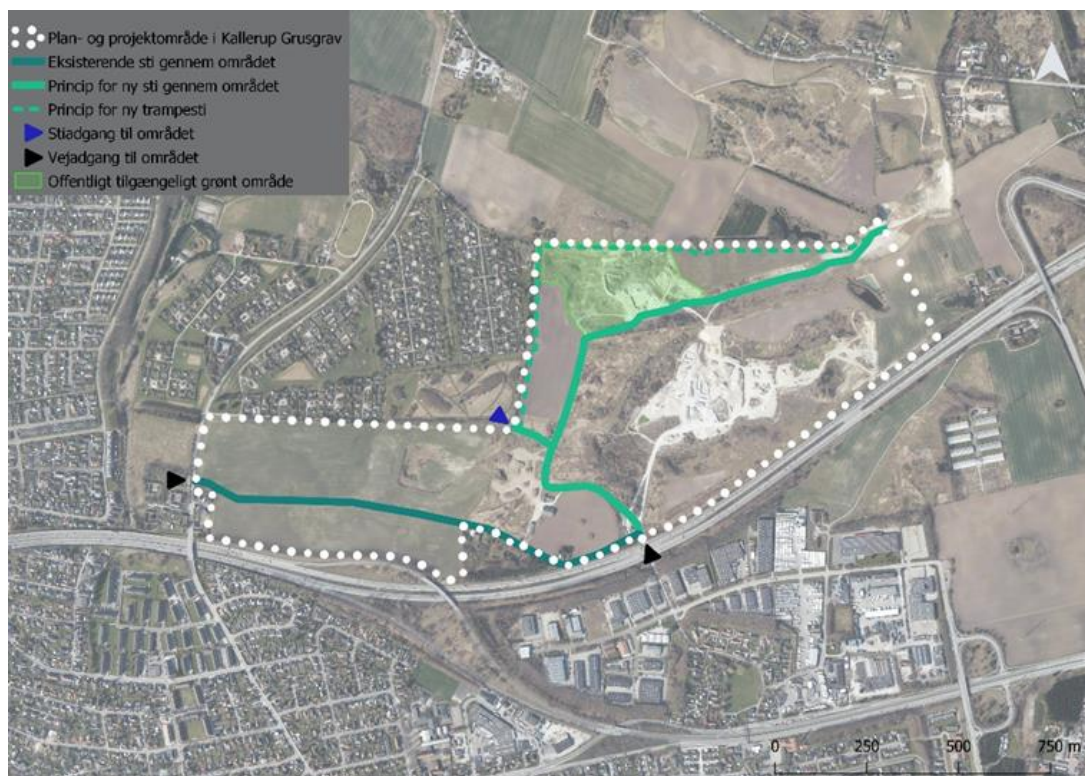 Plan- og projektområde i Kallerup Grusgrav
Eksisterende sti gennem området
Princip for ny sti gennem området
Princip for ny trampesti
Stiadgang til området
Vejadgang til området
Offentligt tilgængeligt grønt område
0 250 500 750 m